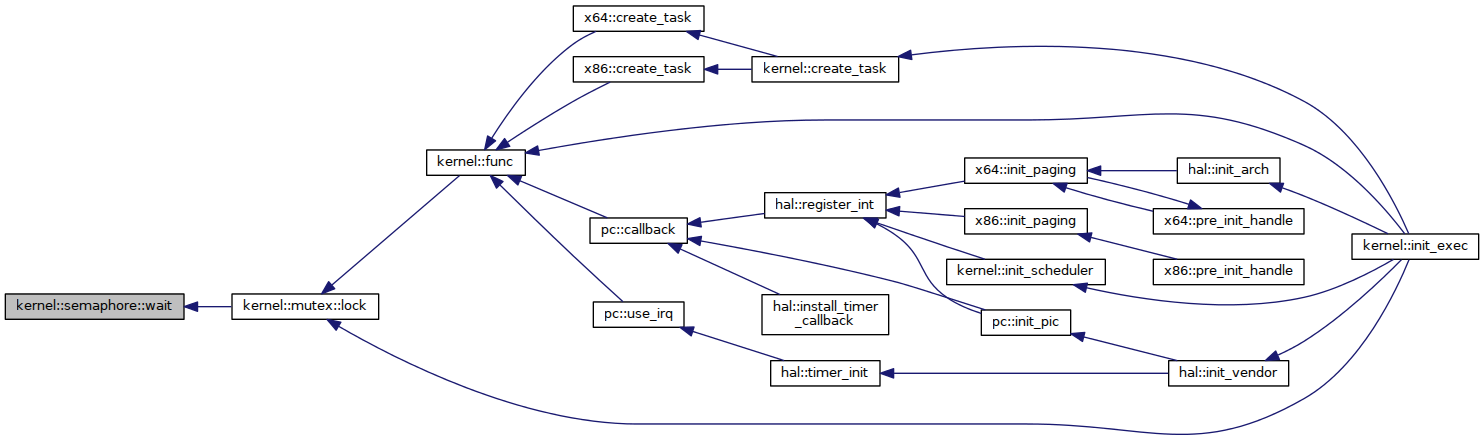 x64::create_task
x86::create_task
kernel::create_task
kernel::func
x64::init_paging
hal::init_arch
hal::register_int
x86::init_paging
x64::pre_init_handle
pc::callback
kernel::init_exec
kernel::init_scheduler
x86::pre_init_handle
kernel::semaphore::wait
kernel::mutex::lock
pc::use_irq
hal::install_timer
_callback
pc::init_pic
hal::timer_init
hal::init_vendor